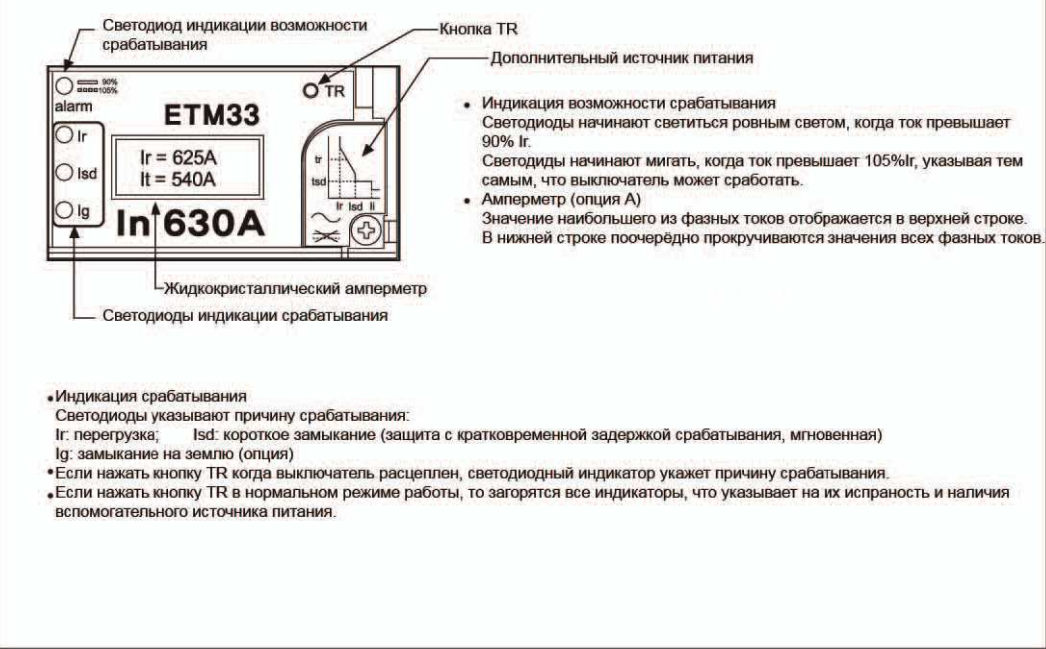 Светодиод индикации возможности
срабатывания
Кнопка TR
Дополнительный источник питания
90%
105%
alarm
TR
ETM33
Ir
Isd
Ig
Ir = 625A
It = 540A
In 630A
tr
tsd
Ir Isd Ii
• Индикация возможности срабатывания
Светодиоды начинают светиться ровным светом, когда ток превышает
90% Ir.
Светодиды начинают мигать, когда ток превышает 105%Ir, указывая тем
самым, что выключатель может сработать.
• Амперметр (опция А)
Значение наибольшего из фазных токов отображается в верхней строке.
В нижней строке поочерёдно прокручиваются значения всех фазных токов.
Жидкокристаллический амперметр
Светодиоды индикации срабатывания
•Индикация срабатывания
Светодиоды указывают причину срабатывания:
Ir: перегрузка; Isd: короткое замыкание (защита с кратковременной задержкой срабатывания, мгновенная)
Ig: замыкание на землю (опция)
•Если нажать кнопку TR когда выключатель расцеплен, светодиодный индикатор укажет причину срабатывания.
•Если нажать кнопку TR в нормальном режиме работы, то загорятся все индикаторы, что указывает на их испраность и наличия
вспомогательного источника питания.